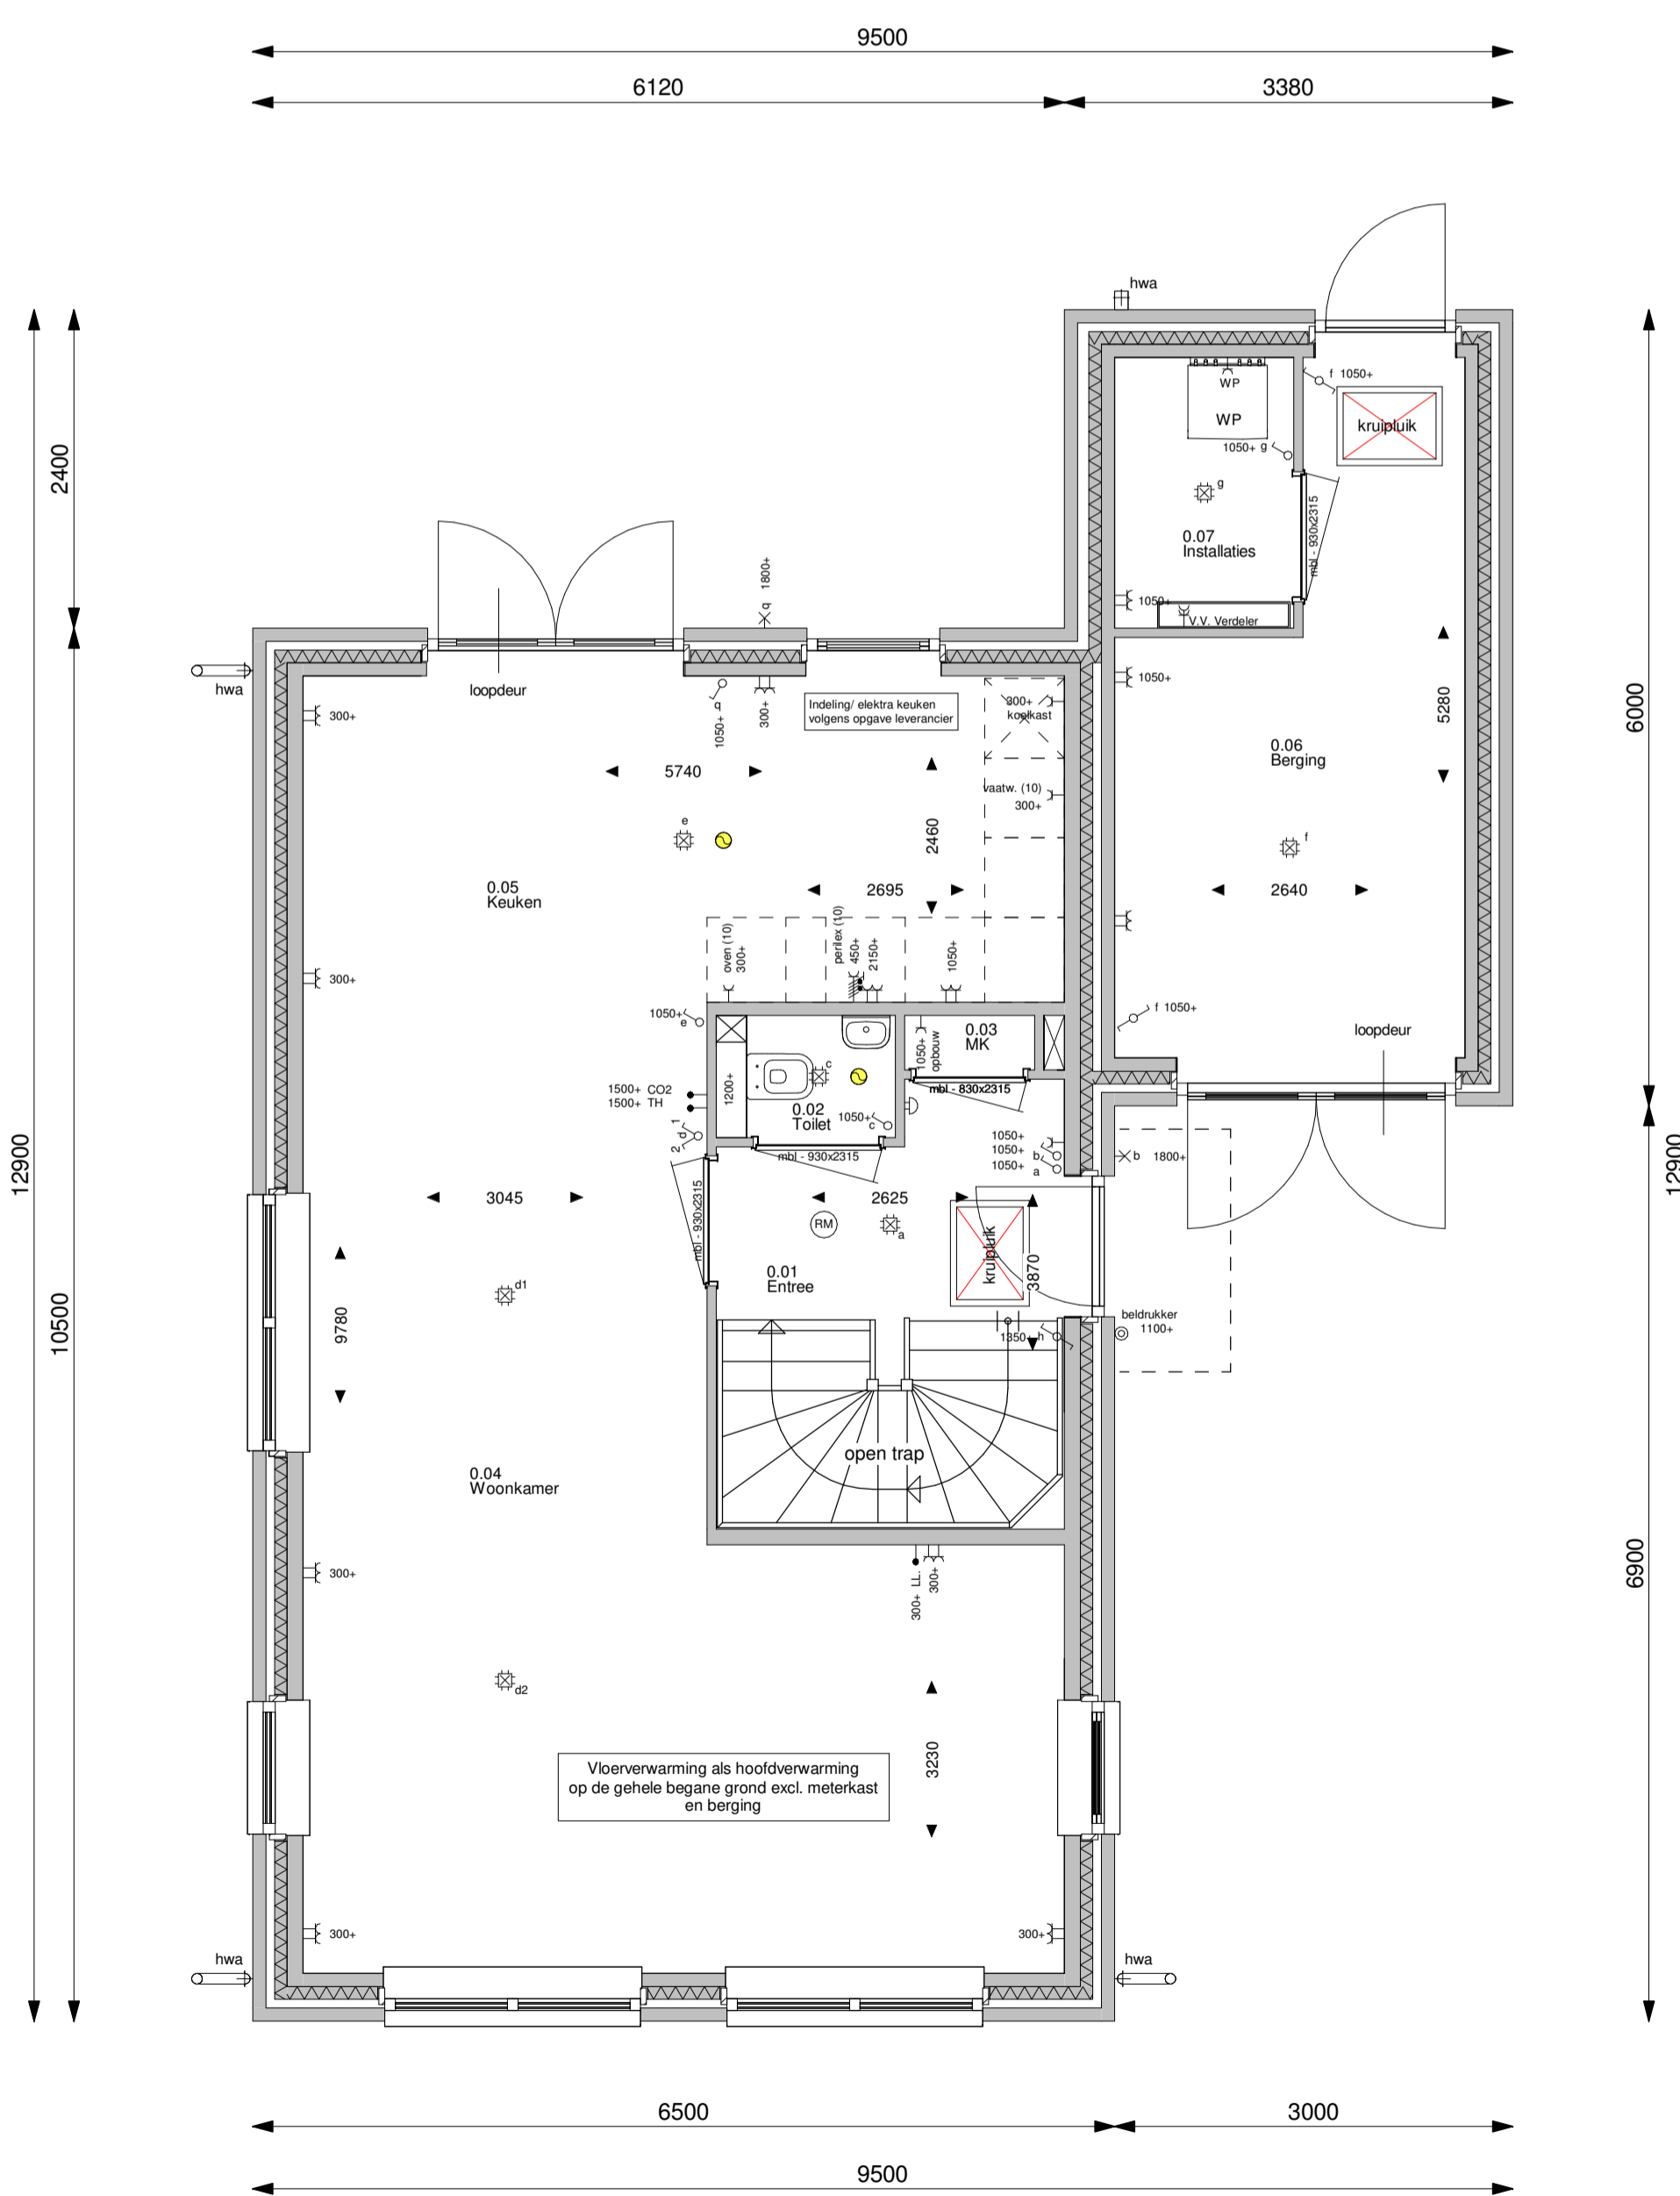 9500
6120
3380
hwa
2400
f 1050+
WP
WP
kruipluik
1050+ g
g
mbl - 930x2315
0.07
Installaties
1800+
q
1050+
V.V. Verdeler
hwa
loopdeur
1050+
300+
q
1050+
300+
Indeling/ elektra keuken
volgens opgave leverancier
300+
koelkast
5280
6000
0.06
Berging
5740
vaatw. (10)
300+
2460
e
f
0.05
Keuken
2695
2640
oven (10)
300+
perilex (10)
450+
2150+
1050+
300+
1050+
e
f 1050+
0.03
MK
loopdeur
1050+
opbouw
c
1500+ CO2
1500+ TH
1200+
mbl - 830x2315
0.02
Toilet
1050+
c
1
d
2
1050+
1050+
b
1050+
a
b 1800+
12900
12900
mbl - 930x2315
mbl - 930x2315
3045
2625
RM
a
kruipluik
3870
0.01
Entree
d1
10500
9780
beldrukker
1100+
1350+ h
open trap
0.04
Woonkamer
300+
300+ LL.
300+
6900
d2
3230
Vloerverwarming als hoofdverwarming
op de gehele begane grond excl. meterkast
en berging
300+
300+
hwa
hwa
6500
3000
9500